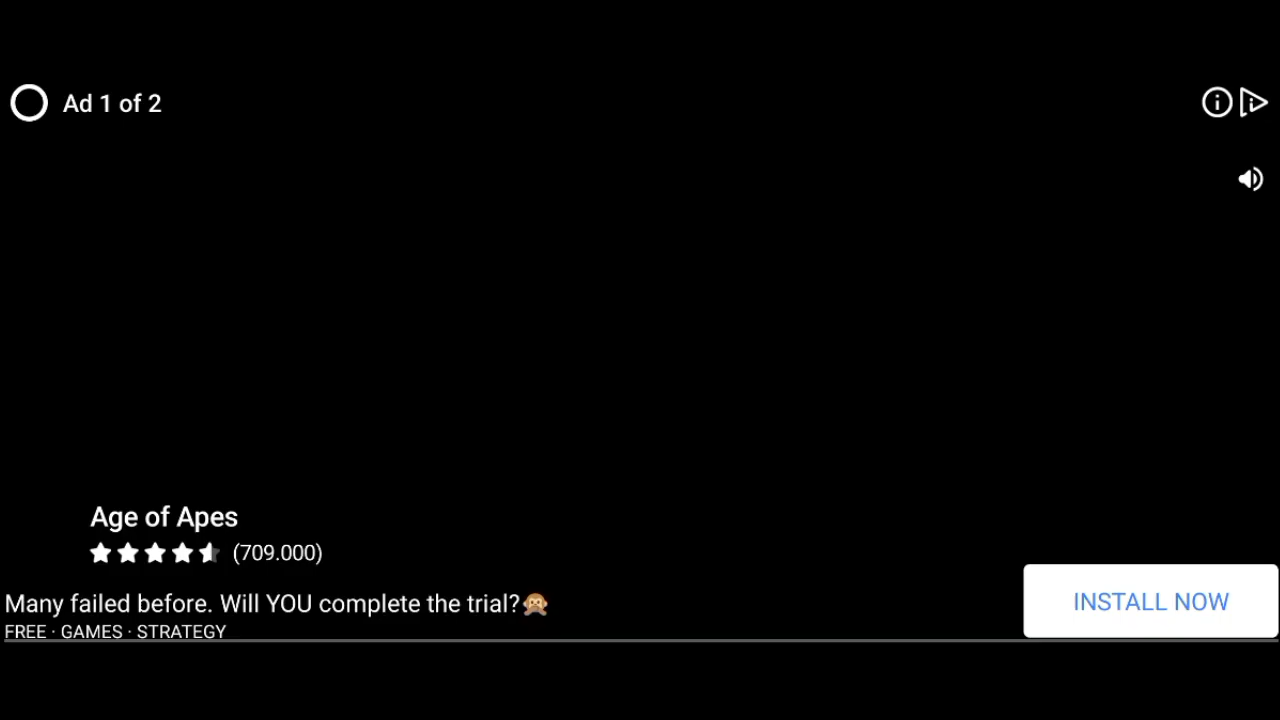 Ad 1 of 2
Age of Apes
(709.000)
Many failed before. Will YOU complete the trial?🙊
FREE · GAMES · STRATEGY
INSTALL NOW